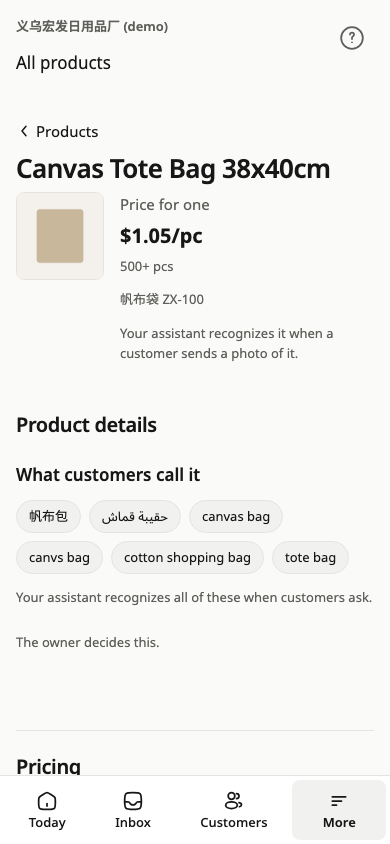 义乌宏发日用品厂 (demo)
All products
Products
Canvas Tote Bag 38x40cm
Price for one
$1.05/pc
500+ pcs
帆布袋 ZX-100
Your assistant recognizes it when a
customer sends a photo of it.
Product details
What customers call it
帆布包 حقيبة قماش canvas bag
canvs bag cotton shopping bag tote bag
Your assistant recognizes all of these when customers ask.
The owner decides this.
Pricing
Today Inbox Customers More